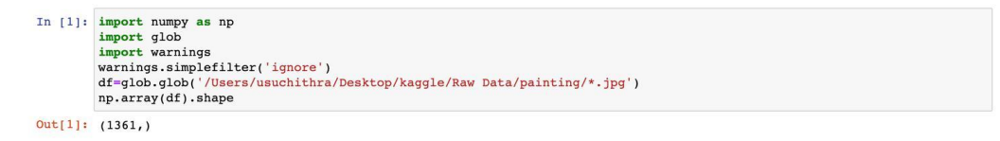 In [1]: import numpy as np
import glob
import warnings
warnings.simplefilter('ignore')
df=glob.glob('/Users/usuchithra/Desktop/kaggle/Raw Data/painting/*.jpg')
np.array(df).shape
Out[1]: (1361,)